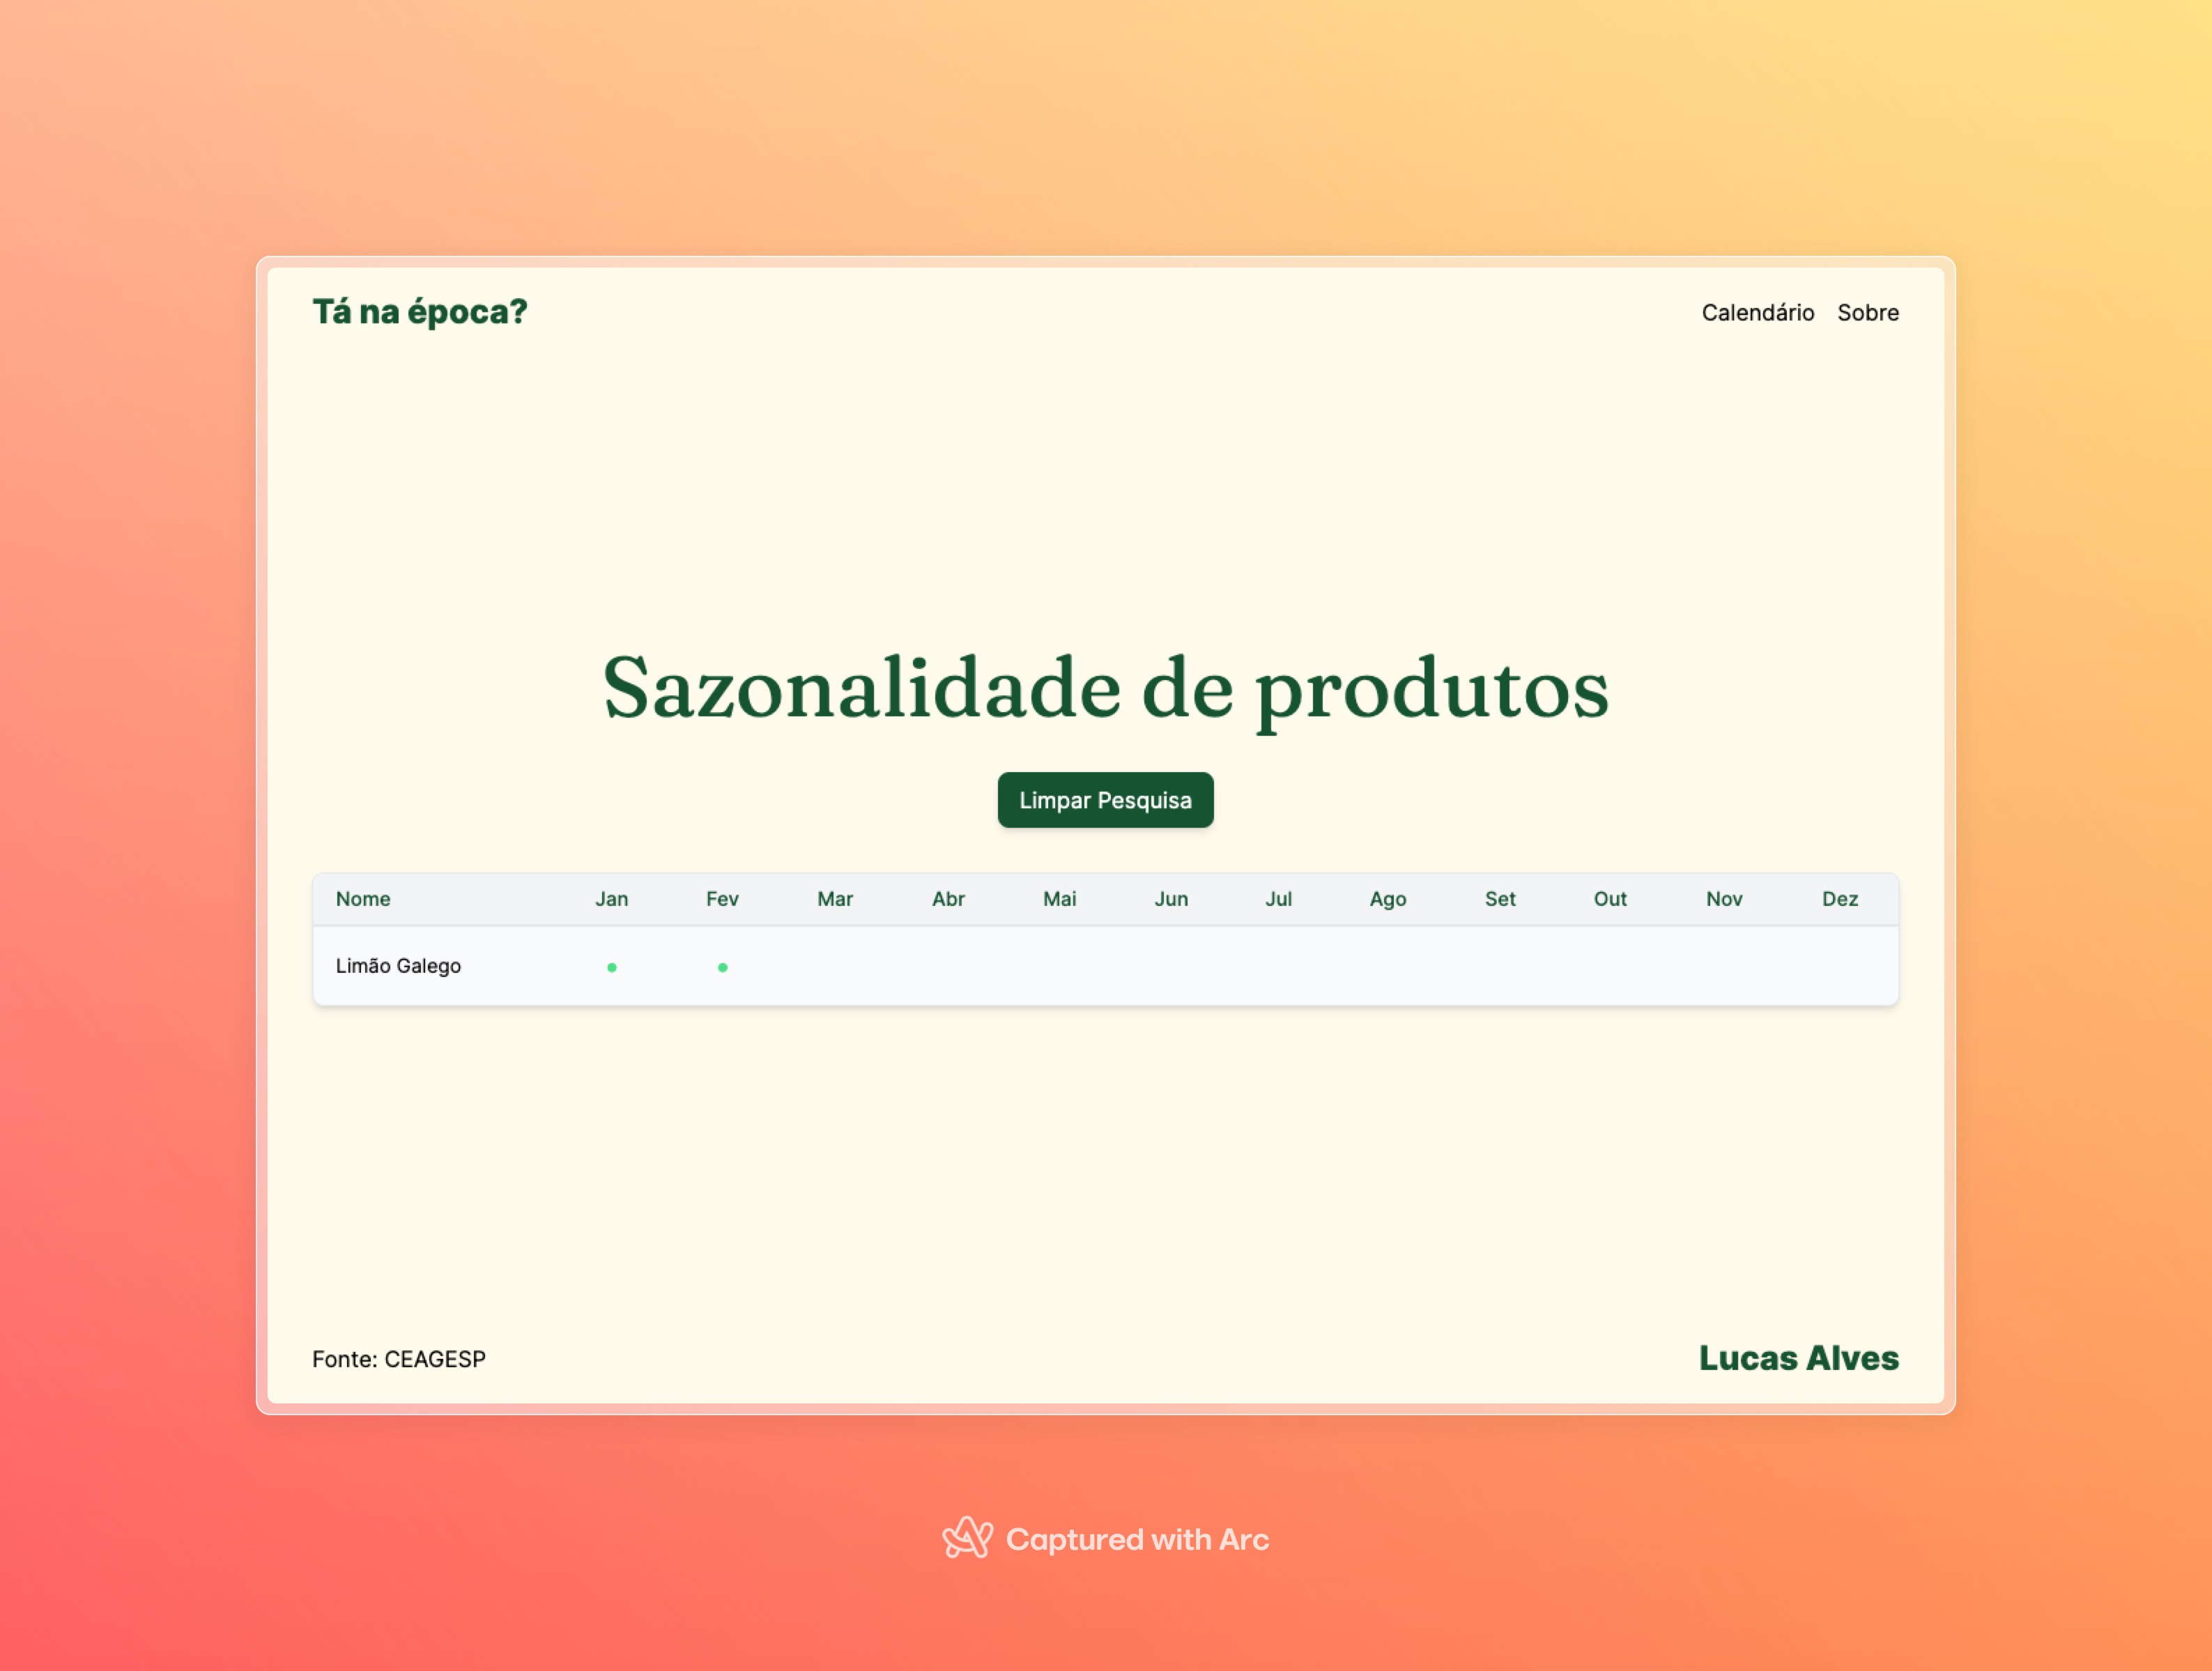 Tá na época?
Calendário Sobre
Sazonalidade de produtos
Limpar Pesquisa
Nome Jan Fev Mar Abr Mai Jun Jul Ago Set Out Nov Dez
Limão Galego
Fonte: CEAGESP
Lucas Alves
Captured with Arc